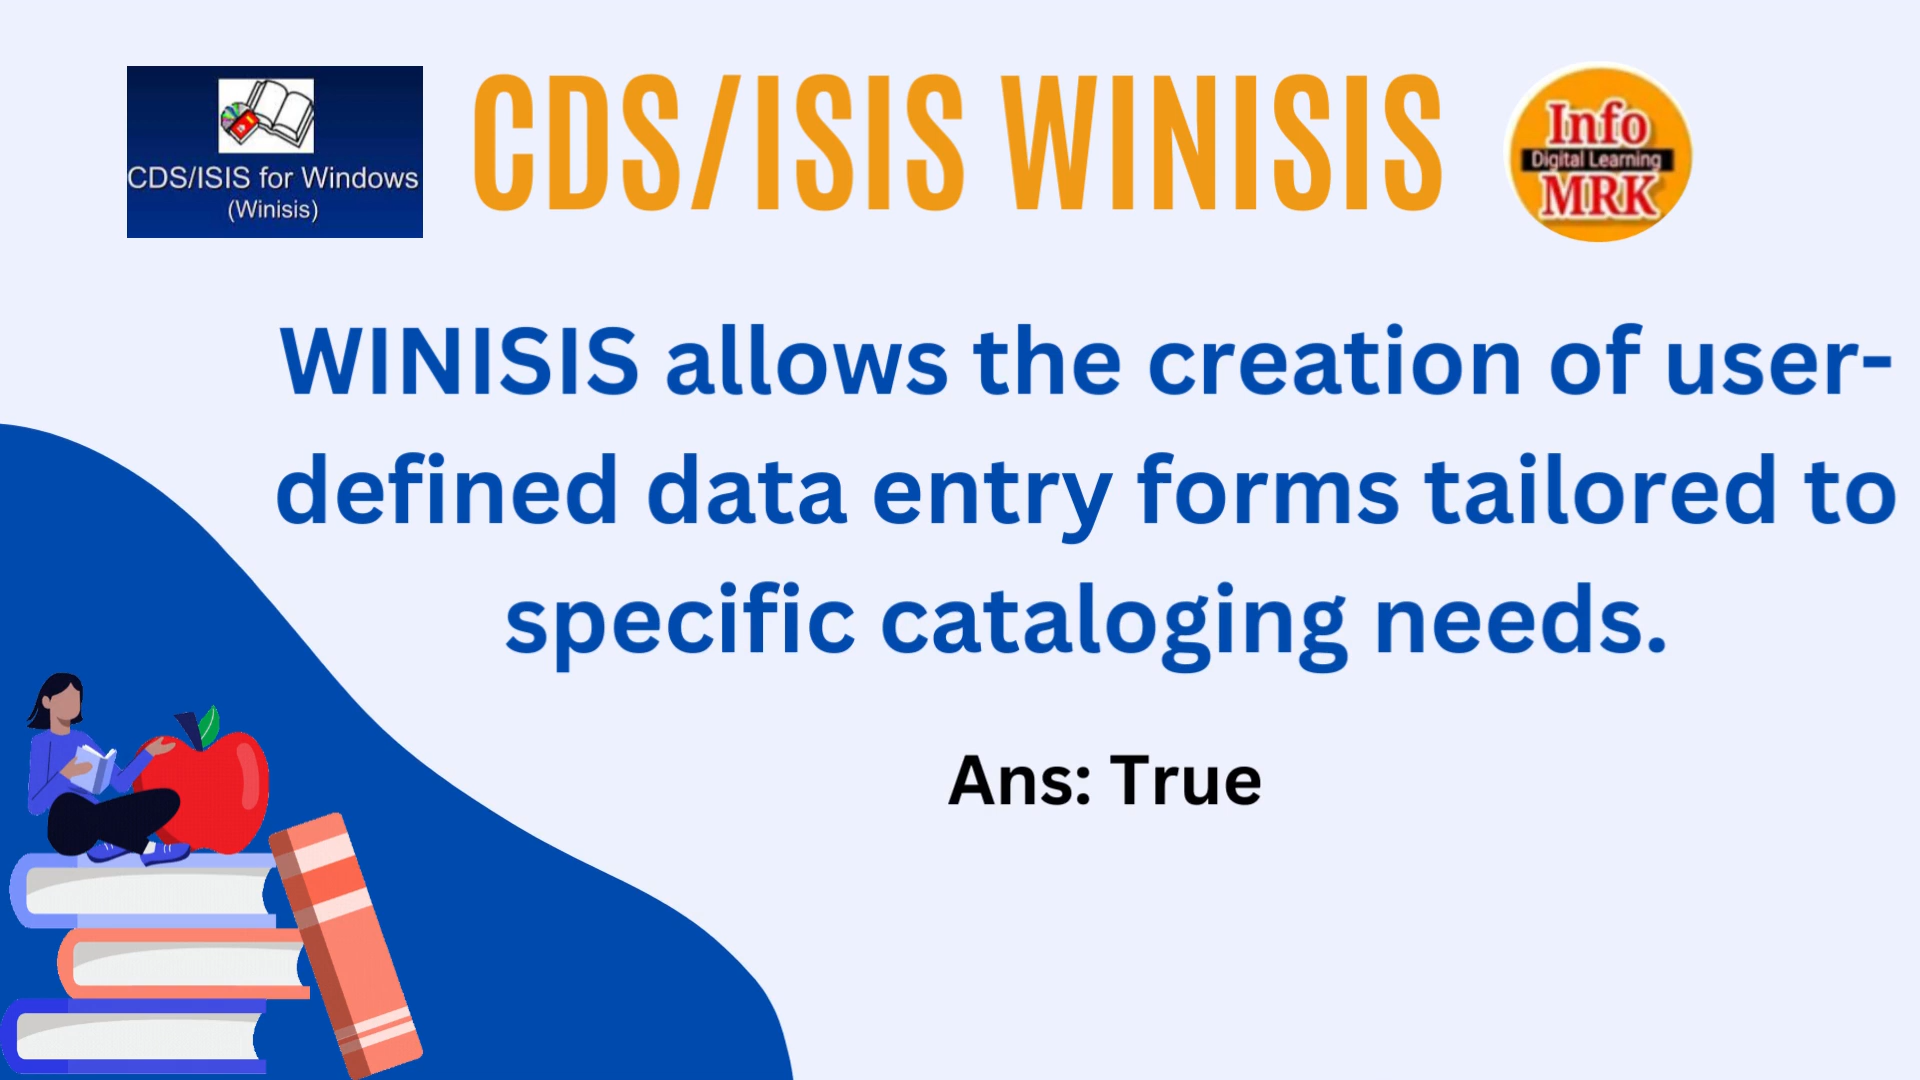 CDS/ISIS for Windows
(Winisis)
CDS/ISIS WINISIS
Info
Digital Learning
MRK
WINISIS allows the creation of user-
defined data entry forms tailored to
specific cataloging needs.
Ans: True